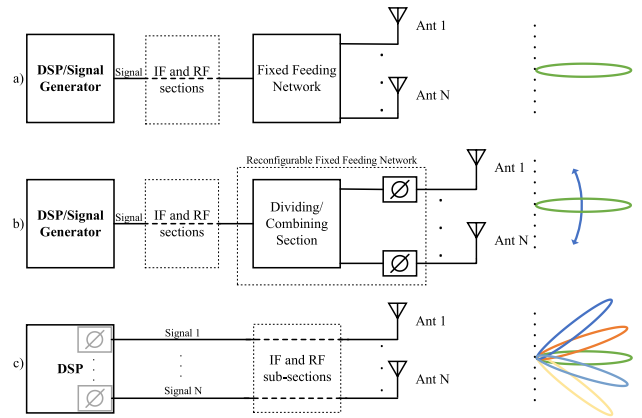 a)
DSP/Signal
Generator
Signal
IF and RF
sections
Fixed Feeding
Network
Ant 1
Ant N
b)
DSP/Signal
Generator
Signal
IF and RF
sections
Reconfigurable Fixed Feeding Network
Dividing/
Combining
Section
Ø
Ø
Ant 1
Ant N
c)
DSP
Ø
Ø
Signal 1
Signal N
IF and RF
sub-sections
Ant 1
Ant N